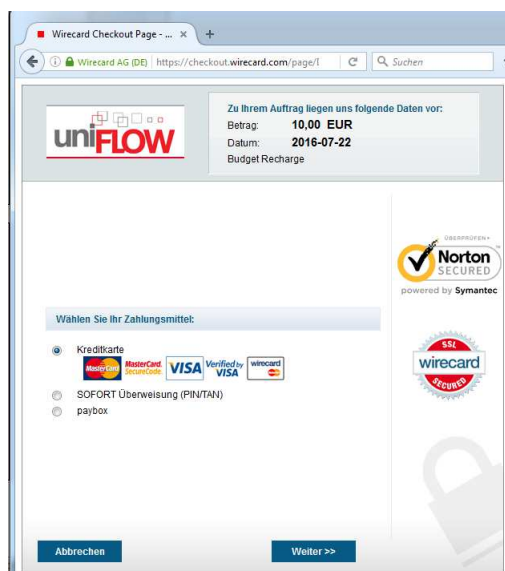 Wirecard Checkout Page - ... ×
+
Wirecard AG (DE)
https://checkout.wirecard.com/page/
Suchen
uniFLOW
Zu Ihrem Auftrag liegen uns folgende Daten vor:
Betrag: 10,00 EUR
Datum: 2016-07-22
Budget Recharge
ÜBERPRÜFEN
Norton
SECURED
powered by Symantec
Wählen Sie Ihr Zahlungsmittel:
Kreditkarte
MasterCard MasterCard. SecureCode. VISA Verified by VISA wirecard
SSL
wirecard
SECURED
SOFORT Überweisung (PIN/TAN)
paybox
Abbrechen Weiter >>